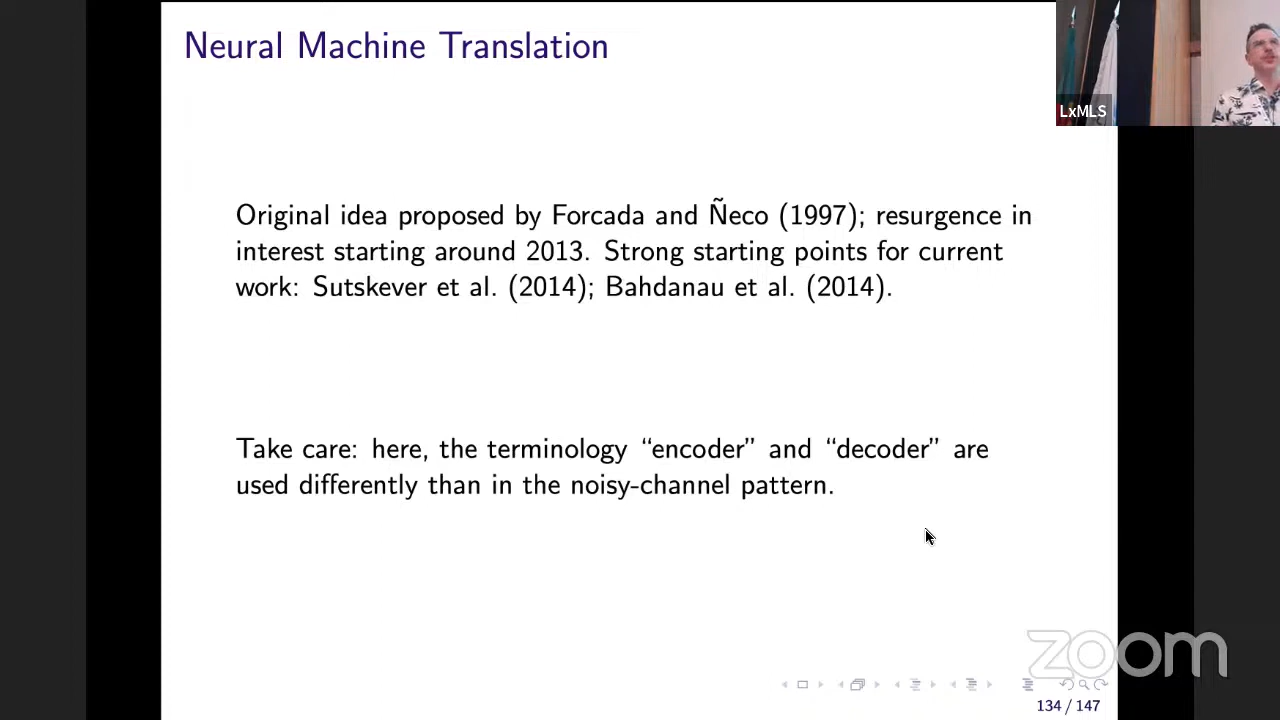 Neural Machine Translation
LxMLS
Original idea proposed by Forcada and Ñeco (1997); resurgence in
interest starting around 2013. Strong starting points for current
work: Sutskever et al. (2014); Bahdanau et al. (2014).
Take care: here, the terminology “encoder” and “decoder” are
used differently than in the noisy-channel pattern.
zoom
134 / 147